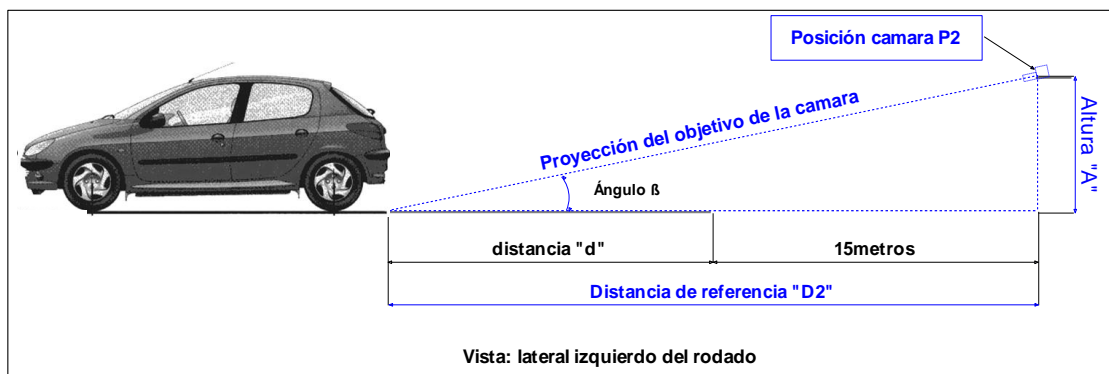 Posición camara P2
Proyección del objetivo de la camara
Altura "A"
Ángulo ß
distancia "d"
15metros
Distancia de referencia "D2"
Vista: lateral izquierdo del rodado